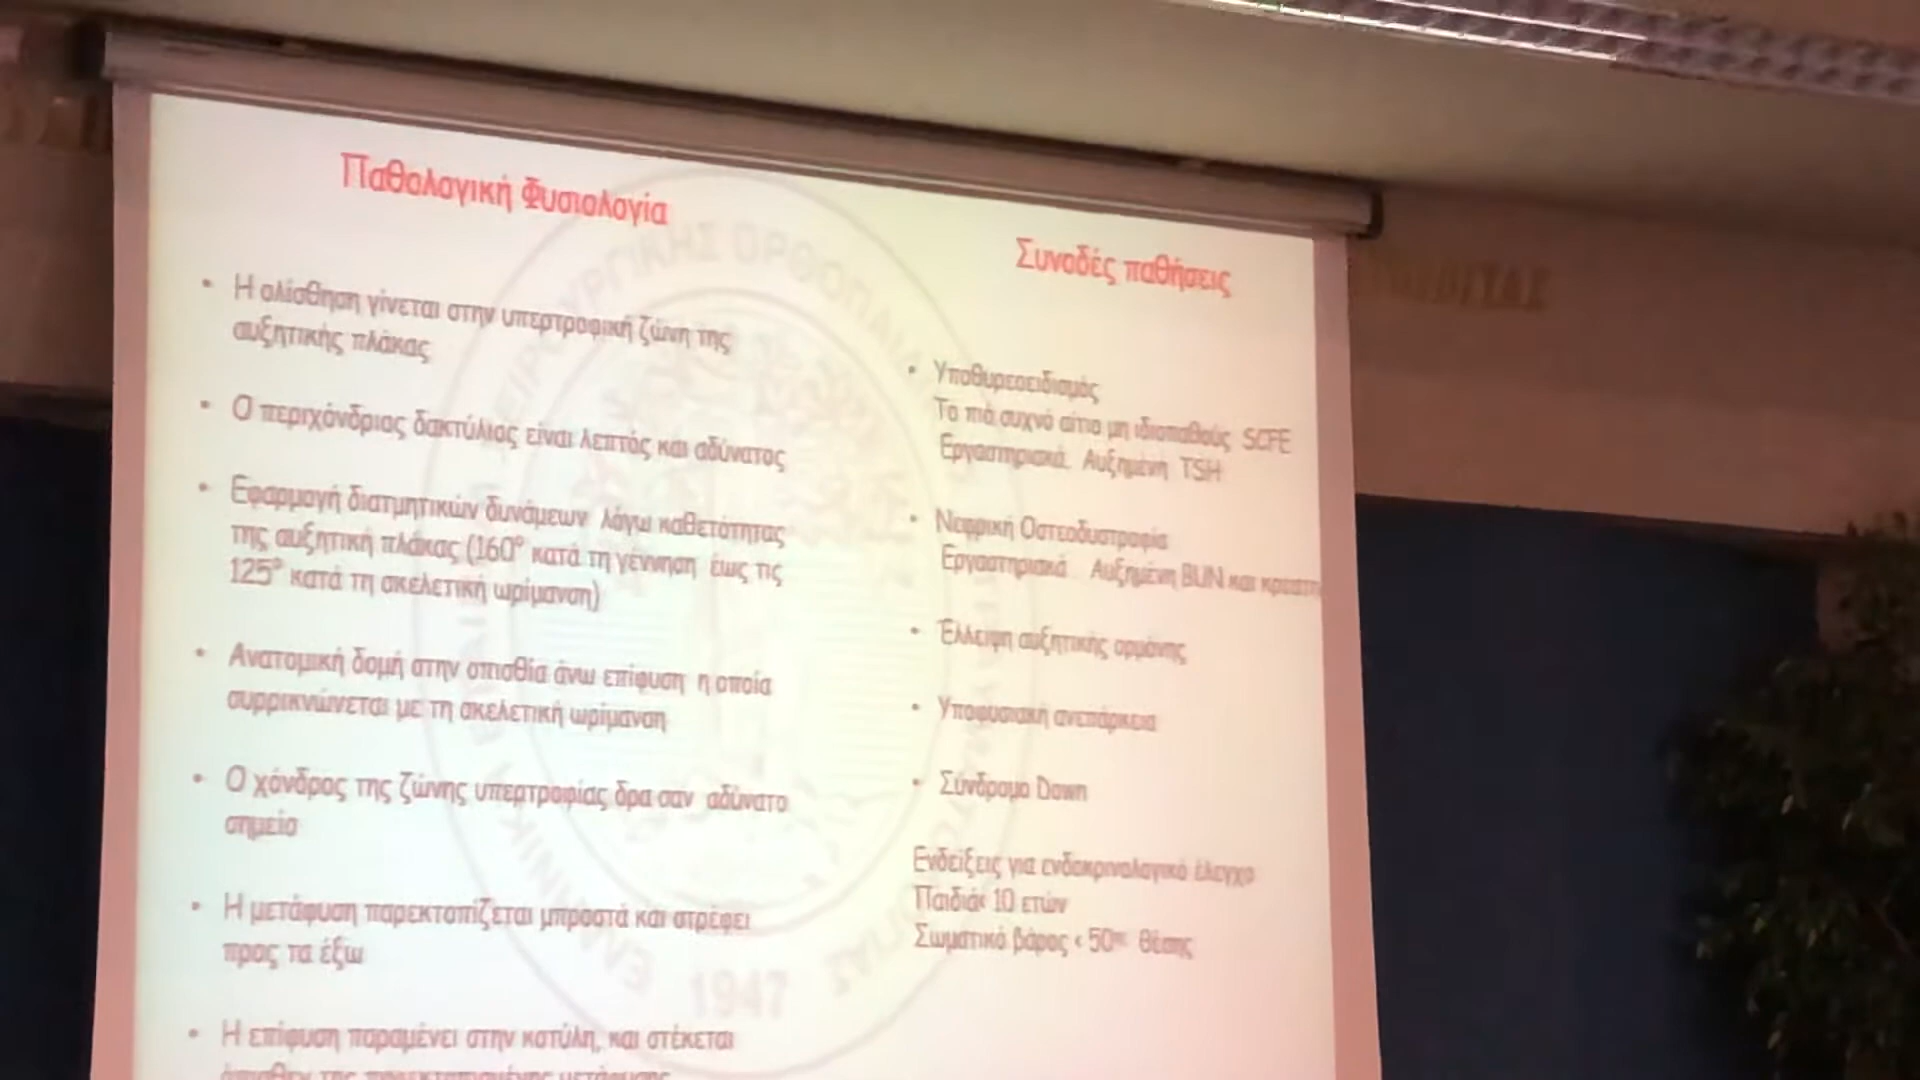 Παθολογική Φυσιολογία
• Η ολίσθηση γίνεται στην υπερτροφική ζώνη της
αυξητικής πλάκας
• Ο περιχόνδριος δακτύλιος είναι λεπτός και αδύνατος
• Εφαρμογή διατμητικών δυνάμεων λόγω καθετότητας
της αυξητική πλάκας (160° κατά τη γέννηση έως τις
125° κατά τη σκελετική ωρίμανση)
• Ανατομική δομή στην οπισθία άνω επίφυση η οποία
συρρικνώνεται με τη σκελετική ωρίμανση
• Ο χόνδρος της ζώνης υπερτροφίας δρα σαν αδύνατο
σημείο
• Η μετάφυση παρεκτοπίζεται μπροστά και στρέφει
προς τα έξω
• Η επίφυση παραμένει στην κοτύλη, και στέκεται
όπισθεν της παρεκτοπισμένης μετάφυσης
Συνοδές παθήσεις
• Υποθυρεοειδισμός
Το πιό συχνό αίτιο μη ιδιοπαθούς SCFE
Εργαστηριακά. Αυξημένη TSH
• Νεφρική Οστεοδυστροφία
Εργαστηριακά. Αυξημένη BUN και
• Έλλειψη αυξητικής ορμόνης
• Υποφυσιακή ανεπάρκεια
• Σύνδρομο Down
Ενδείξεις για ενδοκρινολογικό έλεγχο
Παιδιά< 10 ετών
Σωματικό βάρος < 50ης θέσης
1947